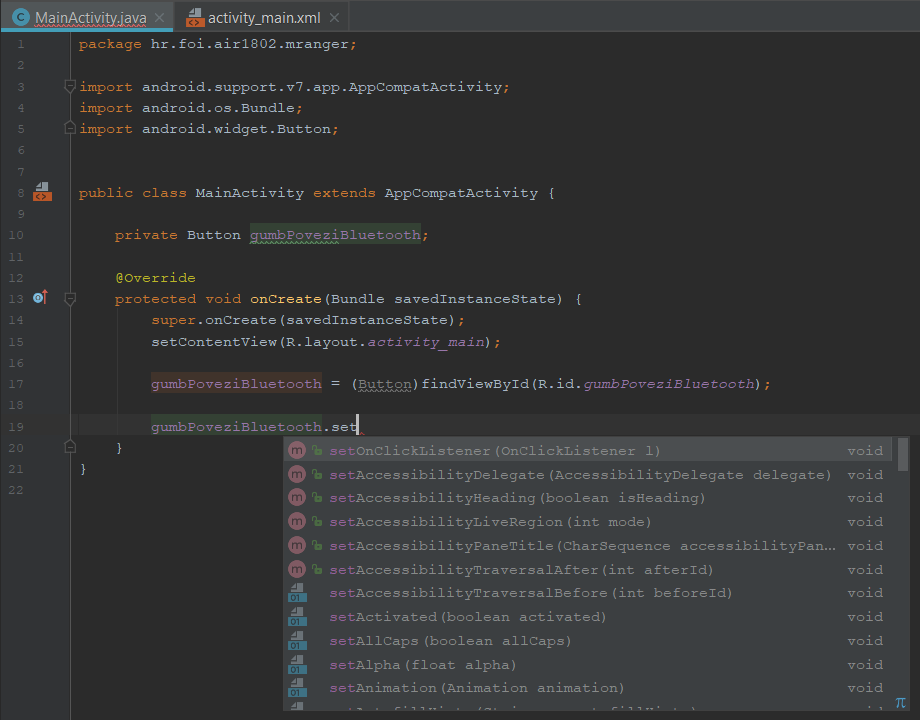 MainActivity.java activity_main.xml
1 package hr.foi.air1802.mranger;
2
3 import android.support.v7.app.AppCompatActivity;
4 import android.os.Bundle;
5 import android.widget.Button;
6
7
8 public class MainActivity extends AppCompatActivity {
9
10 private Button gumbPoveziBluetooth;
11
12 @Override
13 protected void onCreate(Bundle savedInstanceState) {
14 super.onCreate(savedInstanceState);
15 setContentView(R.layout.activity_main);
16
17 gumbPoveziBluetooth = (Button)findViewById(R.id.gumbPoveziBluetooth);
18
19 gumbPoveziBluetooth.set
20 }
21 }
22
setOnClickListener(OnClickListener l) void
setAccessibilityDelegate(AccessibilityDelegate delegate) void
setAccessibilityHeading(boolean isHeading) void
setAccessibilityLiveRegion(int mode) void
setAccessibilityPaneTitle(CharSequence accessibilityPan... void
setAccessibilityTraversalAfter(int afterId) void
setAccessibilityTraversalBefore(int beforeId) void
setActivated(boolean activated) void
setAllCaps(boolean allCaps) void
setAlpha(float alpha) void
setAnimation(Animation animation) void
π